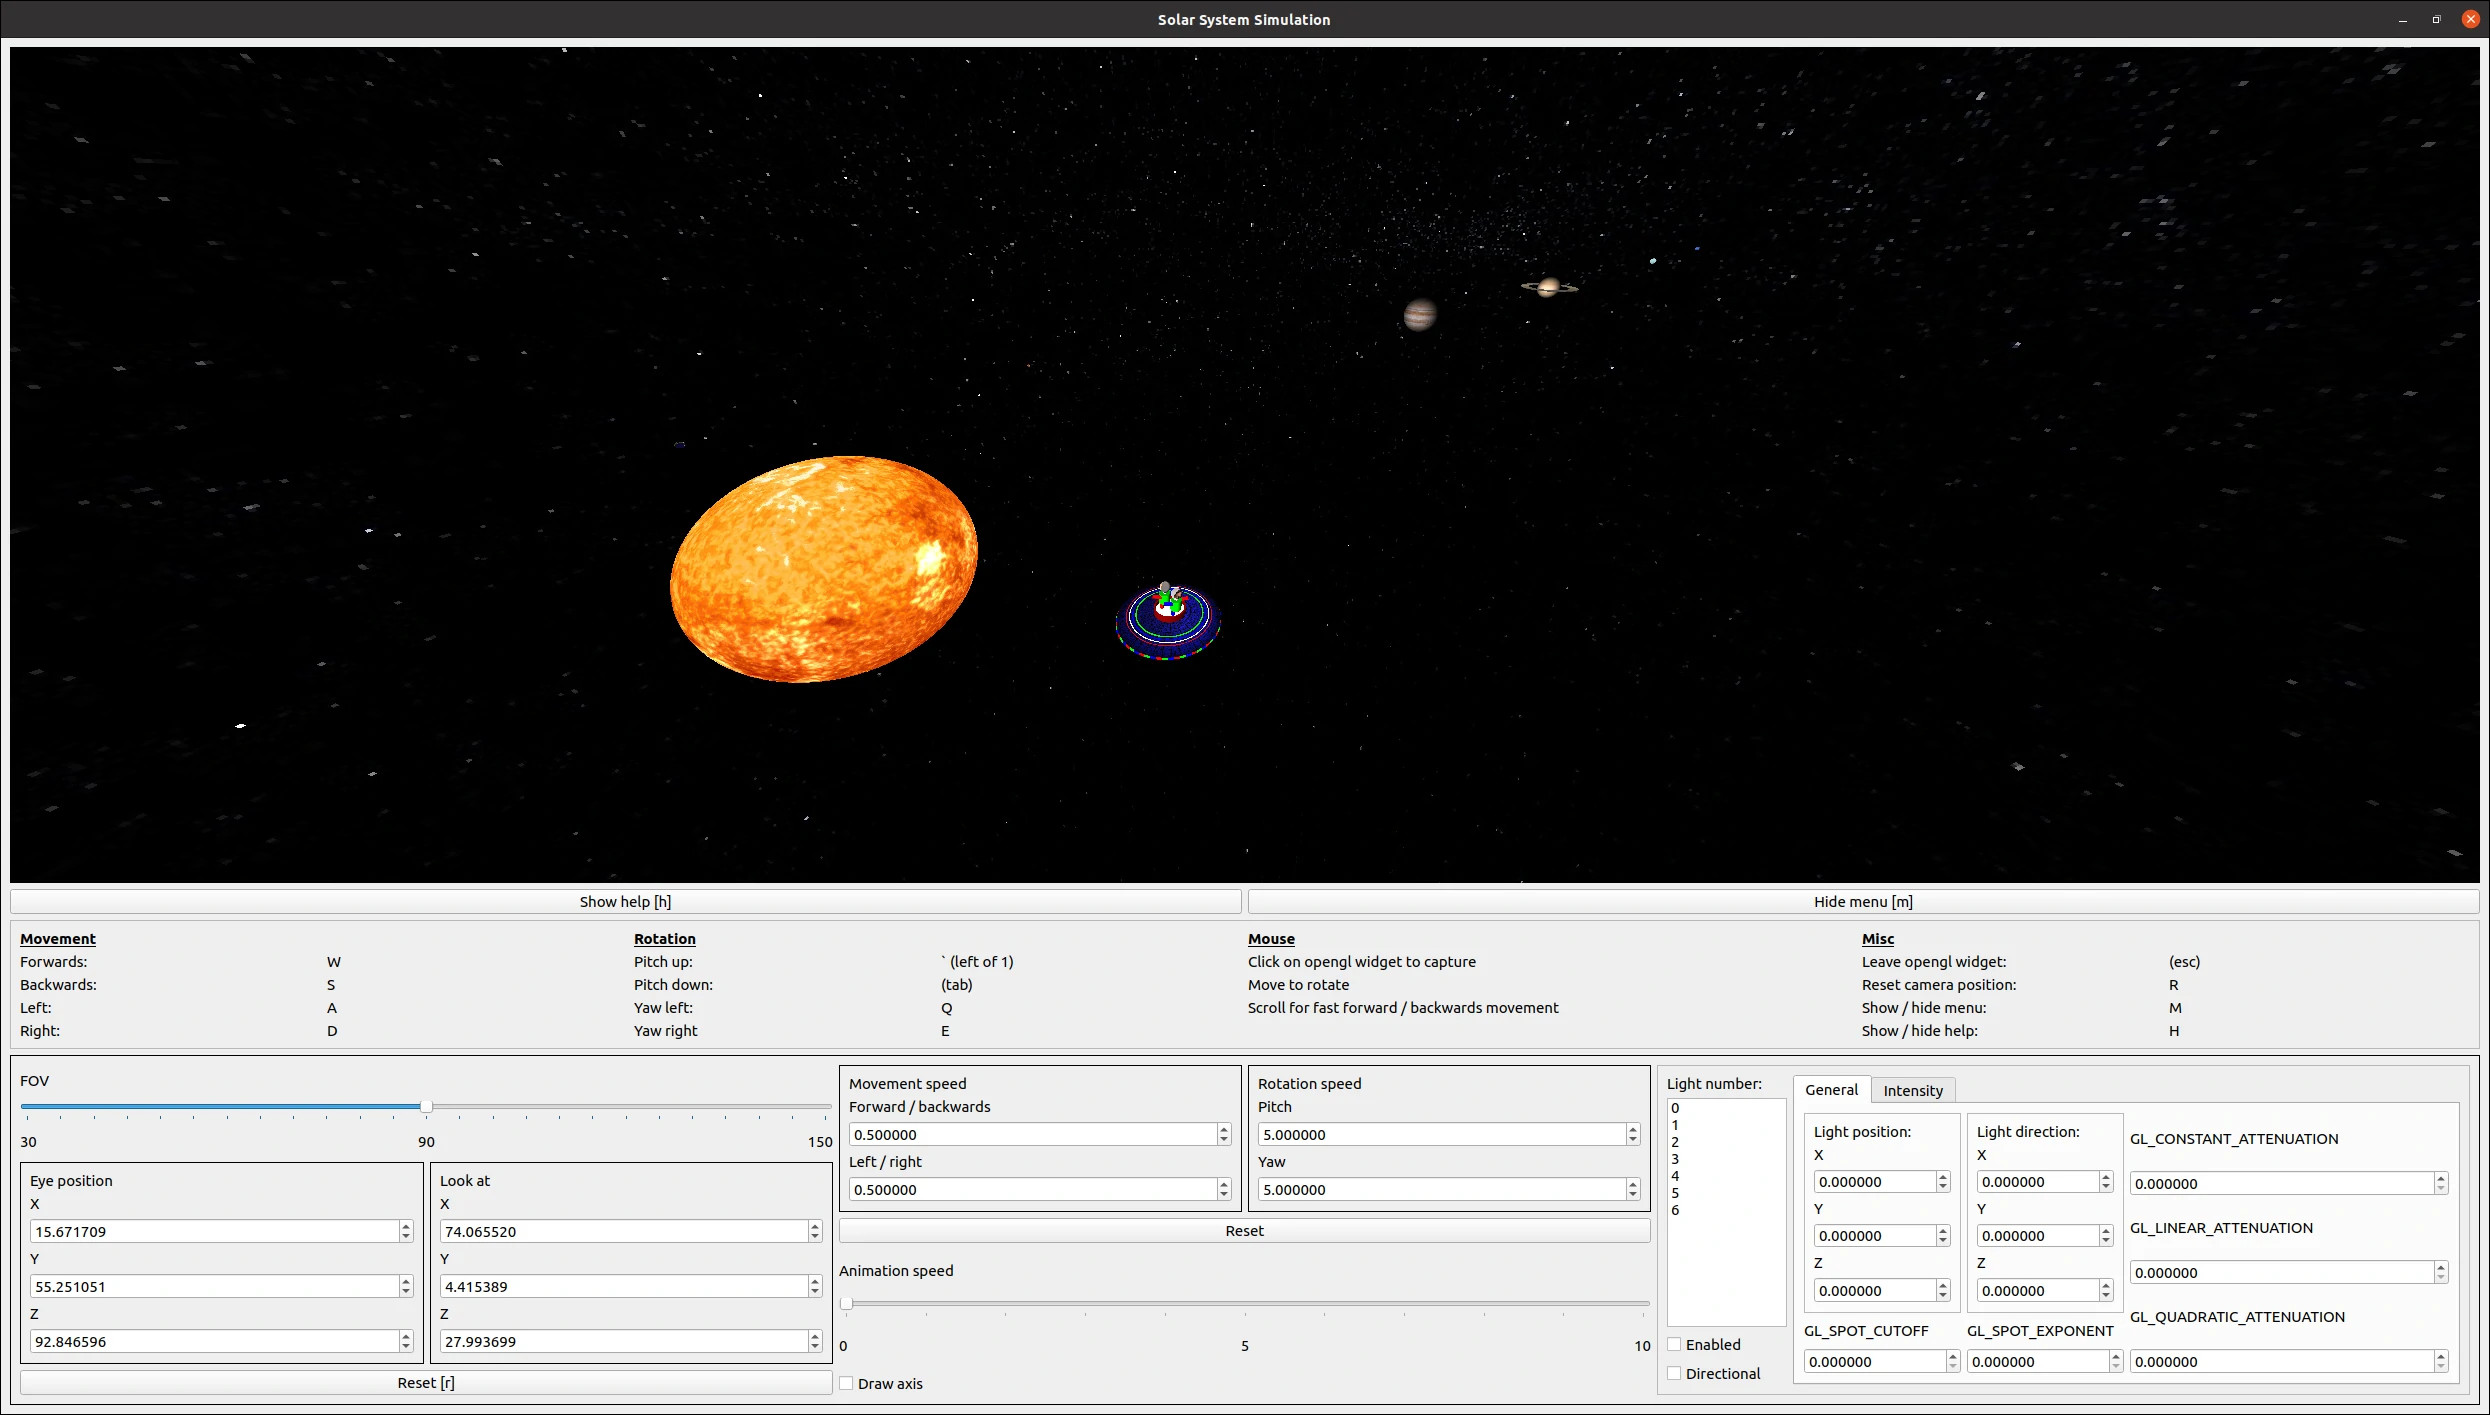 Solar System Simulation
Show help [h]
Hide menu [m]
Movement
Forwards: W
Backwards: S
Left: A
Right: D
Rotation
Pitch up: ` (left of 1)
Pitch down: (tab)
Yaw left: Q
Yaw right E
Mouse
Click on opengl widget to capture
Move to rotate
Scroll for fast forward / backwards movement
Misc
Leave opengl widget: (esc)
Reset camera position: R
Show / hide menu: M
Show / hide help: H
FOV
30 90 150
Eye position
X
15.671709
Y
55.251051
Z
92.846596
Look at
X
74.065520
Y
4.415389
Z
27.993699
Reset [r]
Movement speed
Forward / backwards
0.500000
Left / right
0.500000
Rotation speed
Pitch
5.000000
Yaw
5.000000
Reset
Animation speed
0 5 10
Draw axis
Light number:
0
1
2
3
4
5
6
Enabled
Directional
General Intensity
Light position:
X
0.000000
Y
0.000000
Z
0.000000
Light direction:
X
0.000000
Y
0.000000
Z
0.000000
GL_SPOT_CUTOFF
0.000000
GL_SPOT_EXPONENT
0.000000
GL_CONSTANT_ATTENUATION
0.000000
GL_LINEAR_ATTENUATION
0.000000
GL_QUADRATIC_ATTENUATION
0.000000